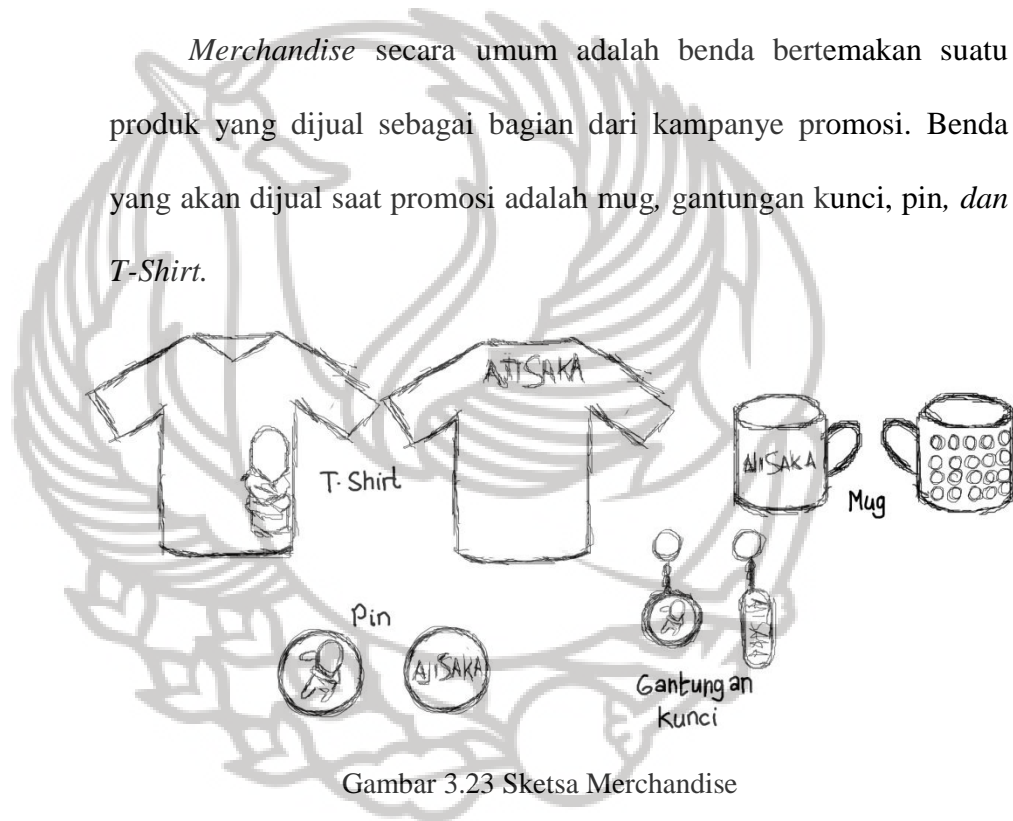 Merchandise secara umum adalah benda bertemakan suatu
produk yang dijual sebagai bagian dari kampanye promosi. Benda
yang akan dijual saat promosi adalah mug, gantungan kunci, pin, dan
T-Shirt.
AJISAKA
T-Shirt
AJISAKA
Mug
Pin
AJISAKA
AJISAKA
Gantungan
Kunci
Gambar 3.23 Sketsa Merchandise